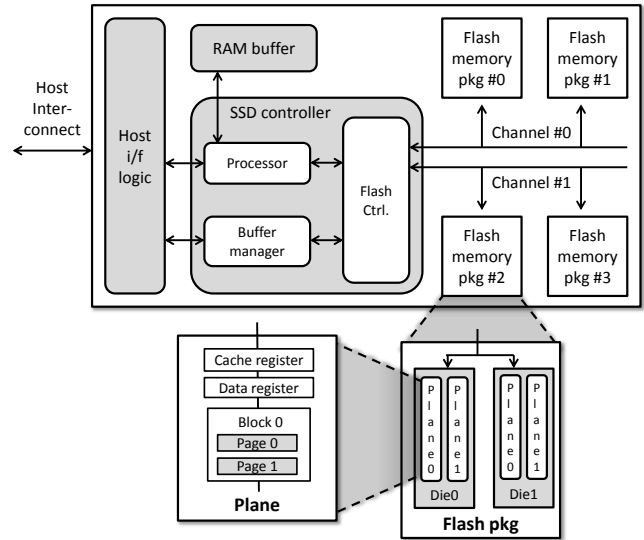 RAM buffer
Host
Inter-
connect
Host
i/f
logic
SSD controller
Processor
Buffer
manager
Flash
Ctrl.
Flash
memory
pkg #0
Flash
memory
pkg #1
Channel #0
Channel #1
Flash
memory
pkg #2
Flash
memory
pkg #3
Cache register
Data register
Block 0
Page 0
Page 1
Plane
P
l
a
n
e
0
P
l
a
n
e
1
Die0
P
l
a
n
e
0
P
l
a
n
e
1
Die1
Flash pkg